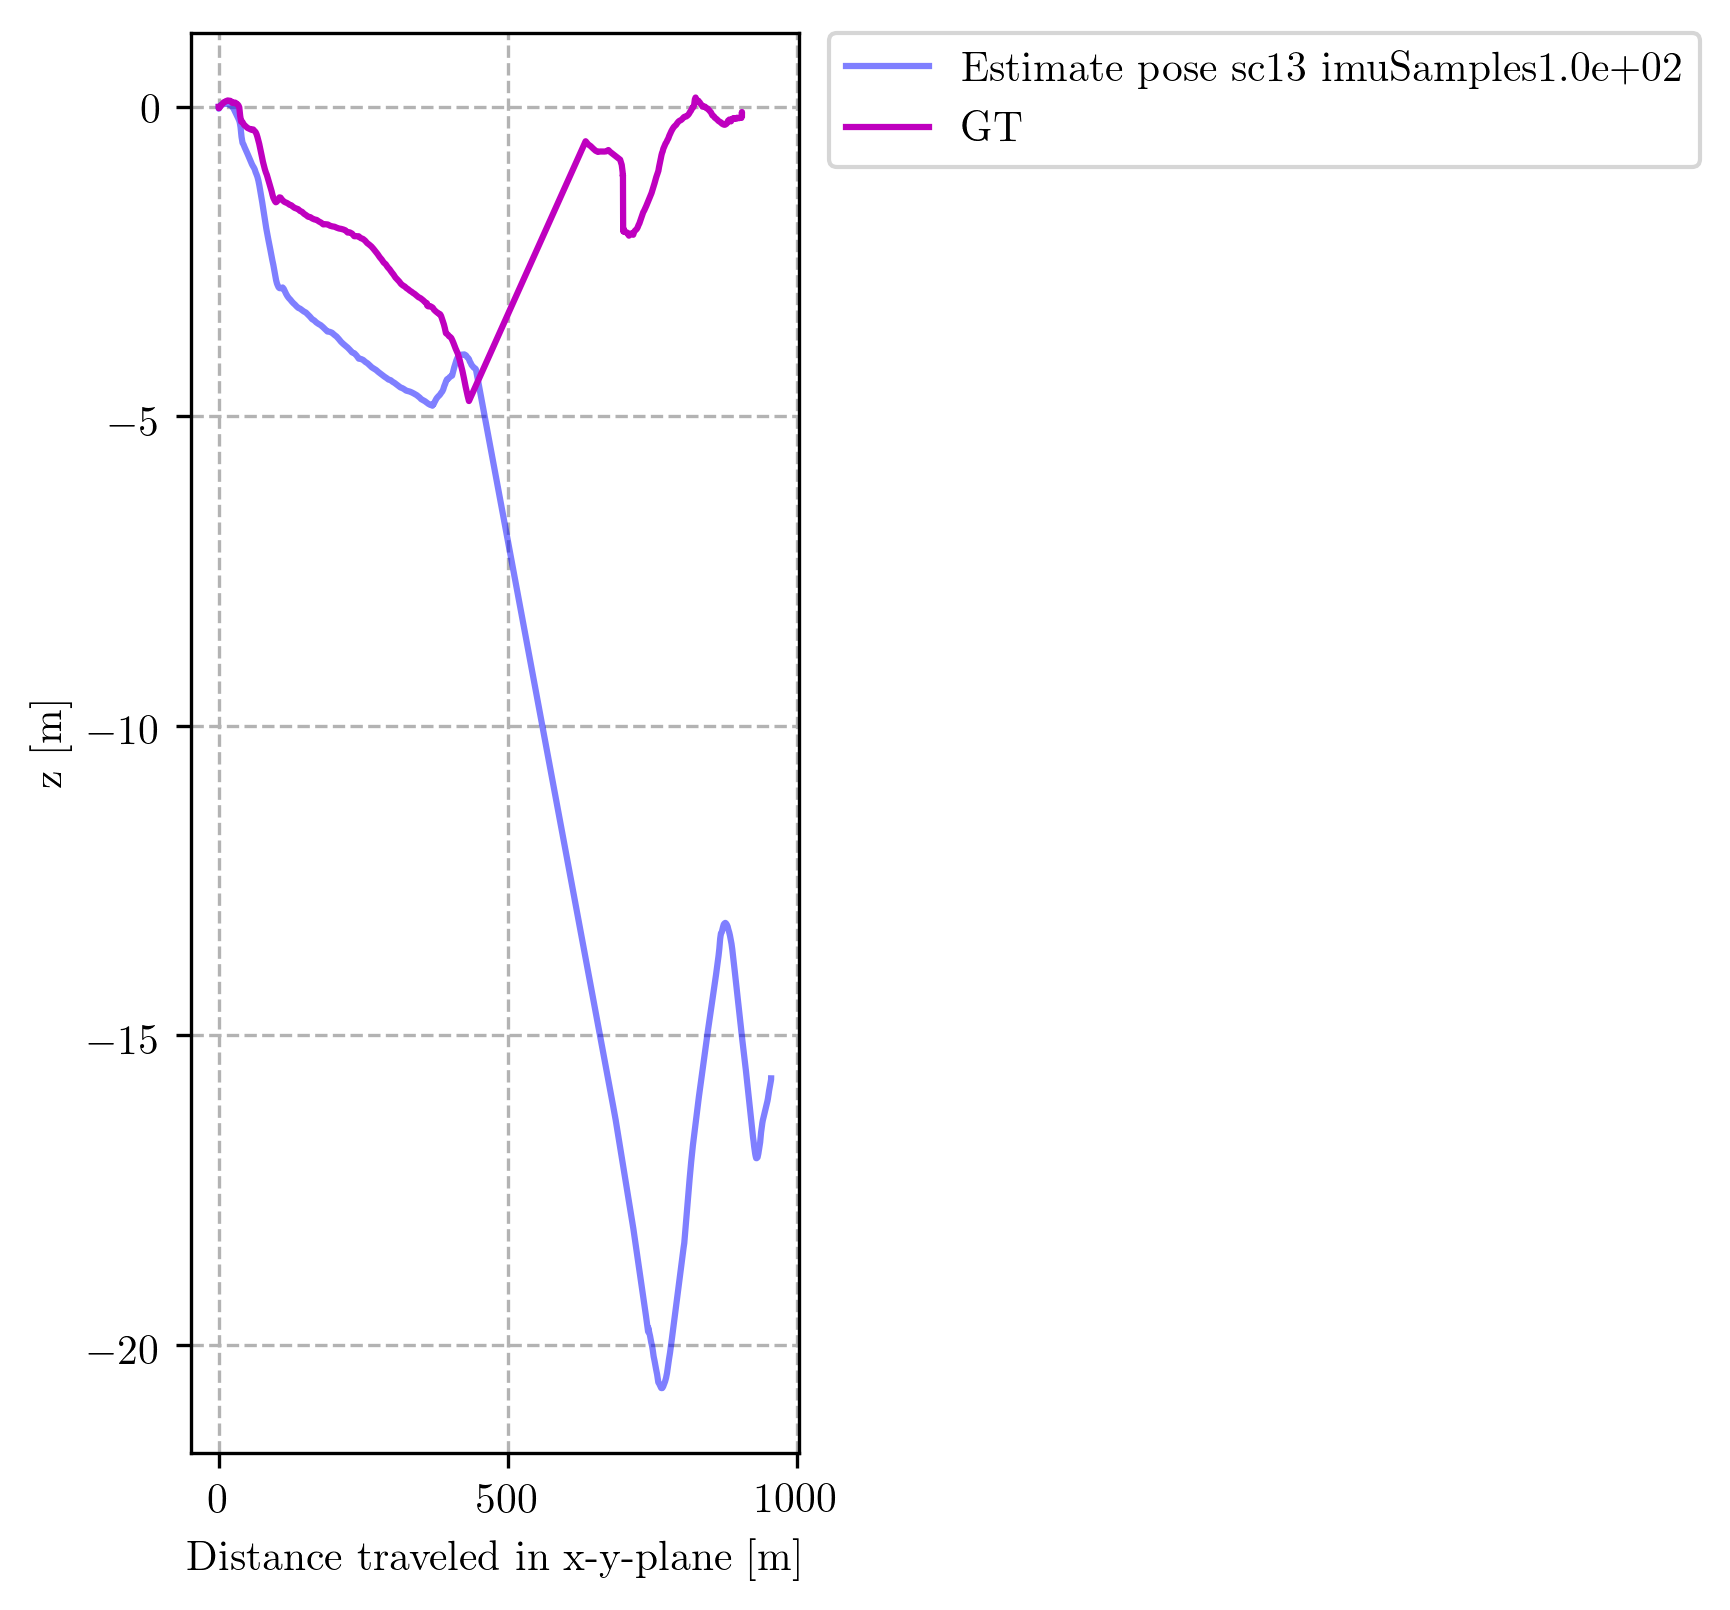 Estimate pose sc13 imuSamples1.0e+02
GT
0
−5
−10
−15
−20
z [m]
0 500 1000
Distance traveled in x-y-plane [m]